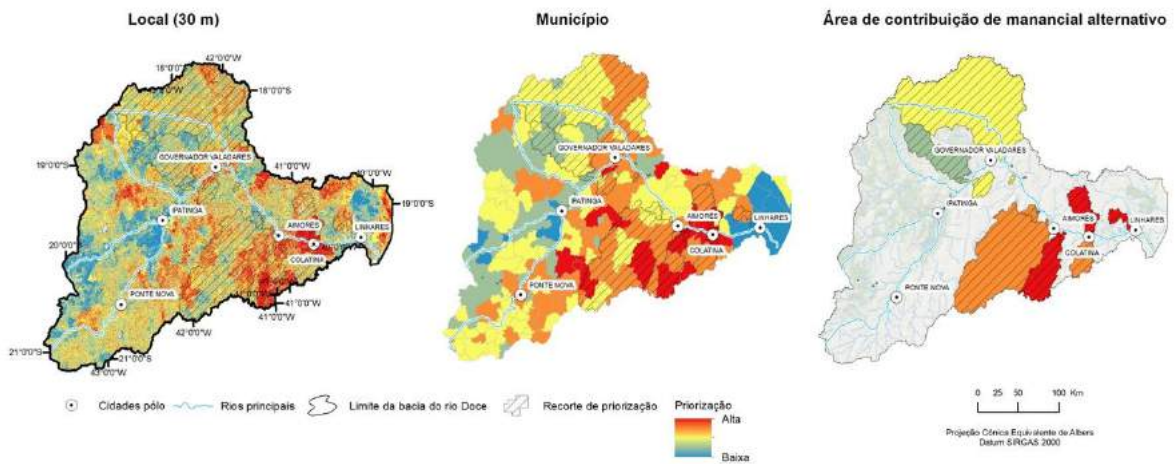 Local (30 m)
42°0'0"W
18°0'0"S
18°0'0"S
GOVERNADOR VALADARES
19°0'0"S
41°0'0"W
19°0'0"S
IPATINGA
AIMORÉS
LINHARES
COLATINA
20°0'0"S
PONTE NOVA
41°0'0"W
41°0'0"W
42°0'0"W
21°0'0"S
21°0'0"S
43°0'0"W
Município
GOVERNADOR VALADARES
IPATINGA
AIMORÉS
LINHARES
COLATINA
PONTE NOVA
Área de contribuição de manancial alternativo
GOVERNADOR VALADARES
IPATINGA
AIMORÉS
LINHARES
COLATINA
PONTE NOVA
Cidades pólo
Rios principais
Limite da bacia do rio Doce
Recorte de priorização
Priorização
Alta
Baixa
0 25 50 100 Km
Projeção Cônica Equivalente de Albers
Datum SIRGAS 2000